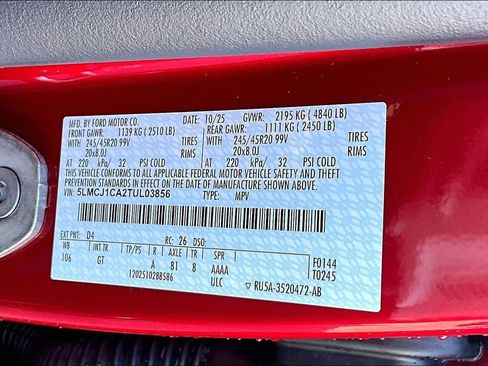 MFD. BY FORD MOTOR CO. 10/25 GVWR: 2195 KG ( 4840 LB)
FRONT GAWR: 1139 KG ( 2510 LB) REAR GAWR: 1111 KG ( 2450 LB)
WITH 245/45R20 99V TIRES WITH 245/45R20 99V TIRES
20x8.0J RIMS 20x8.0J RIMS
AT 220 kPa/ 32 PSI COLD AT 220 kPa/ 32 PSI COLD
THIS VEHICLE CONFORMS TO ALL APPLICABLE FEDERAL MOTOR VEHICLE SAFETY
AND THEFT PREVENTION STANDARDS IN EFFECT ON THE DATE OF MANUFACTURE SHOWN ABOVE.
VIN: 5LMCJ1CA2TUL03856 TYPE: MPV
EXT PNT: D4 RC: 26 DSO:
WB INT TR TP/PS R AXLE TR SPR F0144
106 GT A 81 8 AAAA T0245
1202510288586 ULC ▽ RUSA-3520472-AB